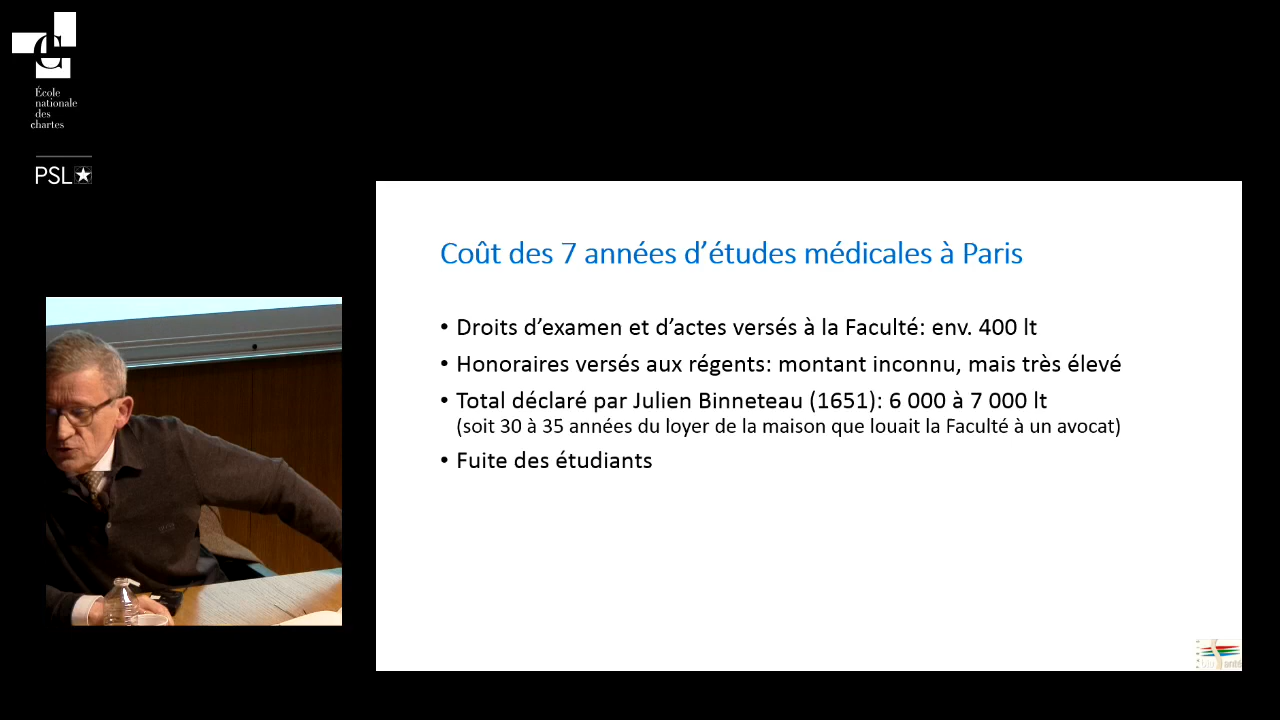 École
nationale
des
chartes
PSL
Coût des 7 années d’études médicales à Paris
• Droits d’examen et d’actes versés à la Faculté: env. 400 lt
• Honoraires versés aux régents: montant inconnu, mais très élevé
• Total déclaré par Julien Binneteau (1651): 6 000 à 7 000 lt
(soit 30 à 35 années du loyer de la maison que louait la Faculté à un avocat)
• Fuite des étudiants